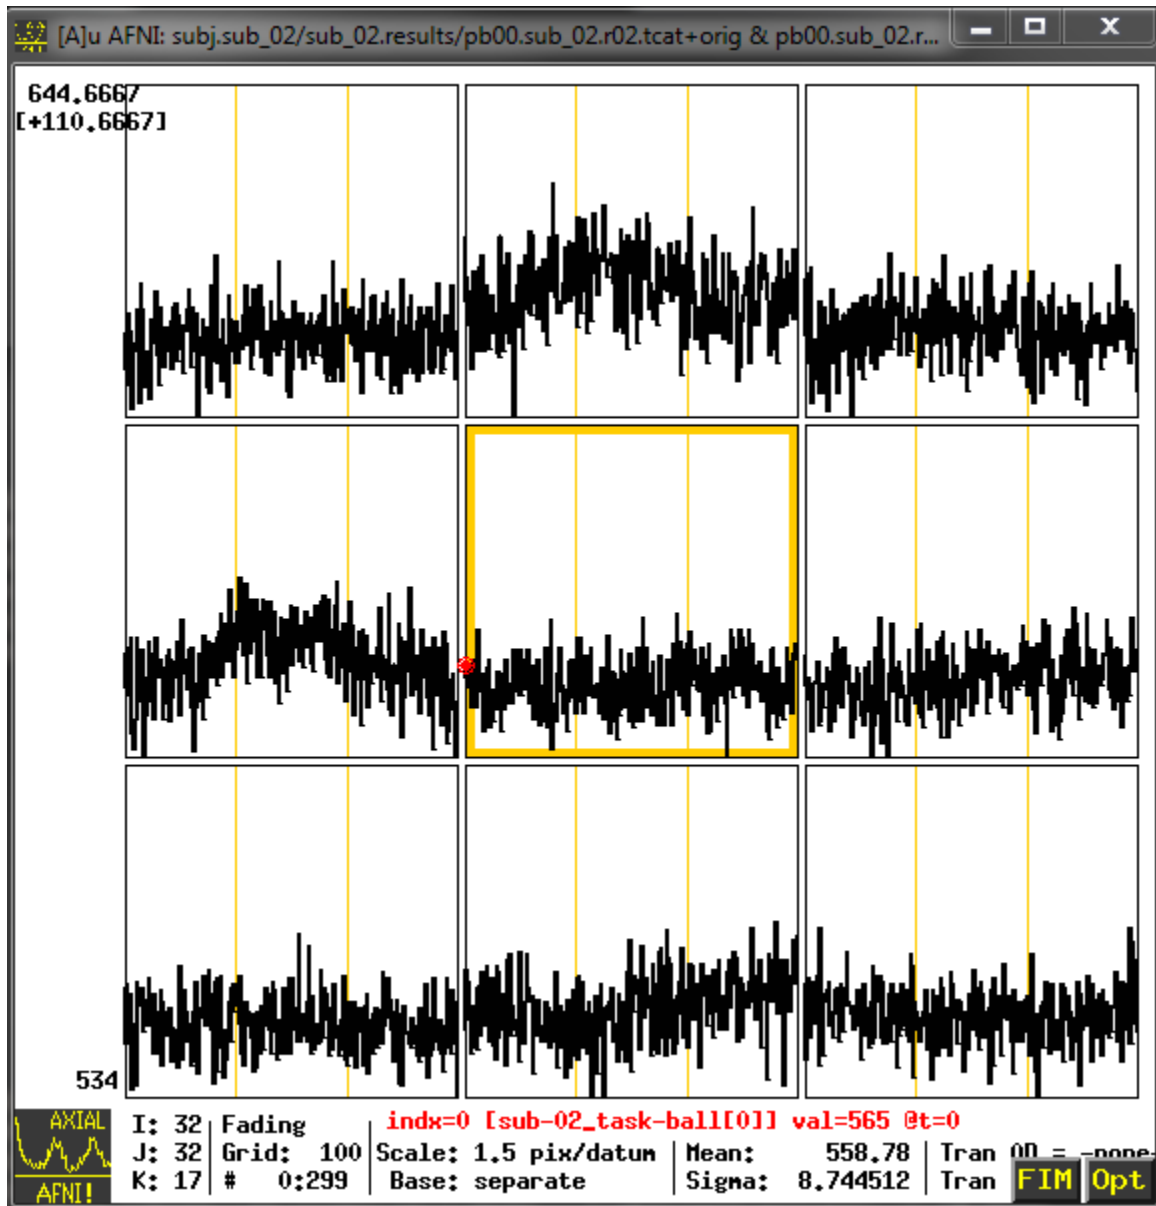 [A]u AFNI: subj.sub_02/sub_02.results/pb00.sub_02.r02.tcat+orig & pb00.sub_02.r...
644.6667
[+110.6667]
534
indx=0 [sub-02_task-ball[0]] val=565 @t=0
AXIAL
I: 32 Fading
J: 32 Grid: 100 Scale: 1.5 pix/datum Mean: 558.78 Tran 0D = -none-
K: 17 # 0:299 Base: separate Sigma: 8.744512 Tran
FIM Opt
AFNI!